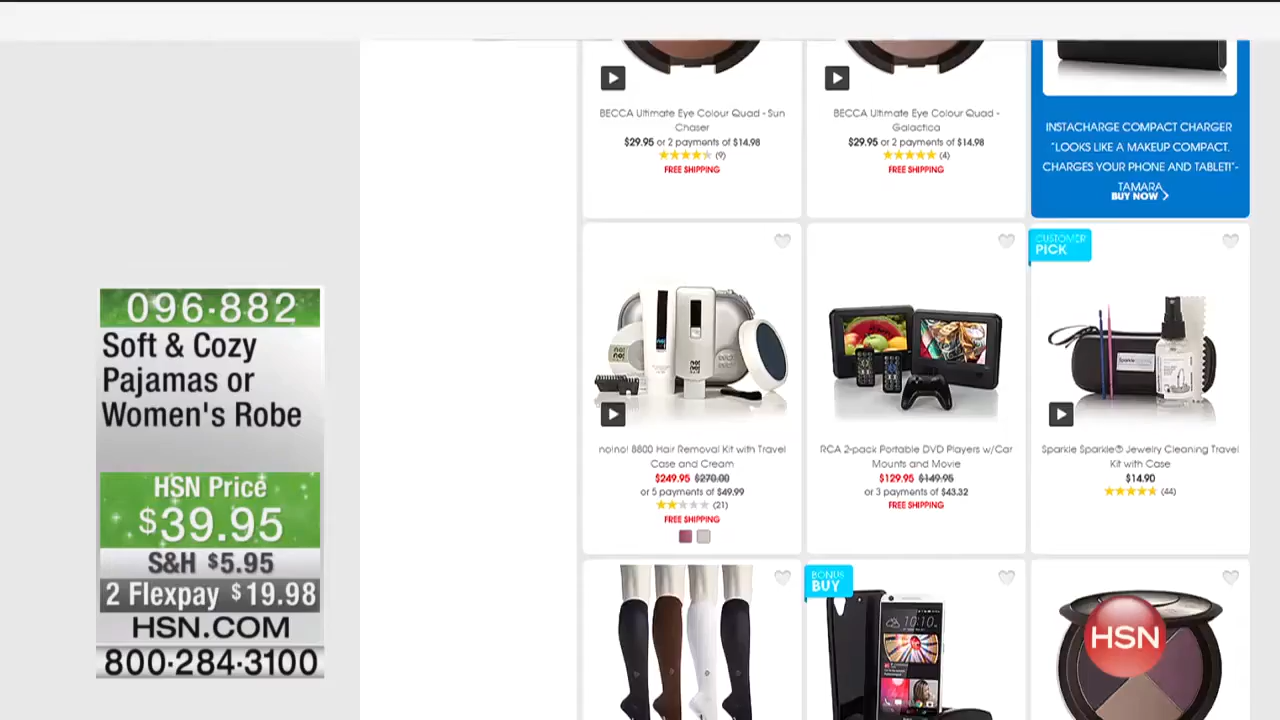 BECCA Ultimate Eye Colour Quad - Sun
Chaser
$29.95 or 2 payments of $14.98
(9)
FREE SHIPPING
BECCA Ultimate Eye Colour Quad -
Galactica
$29.95 or 2 payments of $14.98
(4)
FREE SHIPPING
INSTACHARGE COMPACT CHARGER
"LOOKS LIKE A MAKEUP COMPACT.
CHARGES YOUR PHONE AND TABLET!"-
TAMARA
BUY NOW
096-882
Soft & Cozy
Pajamas or
Women's Robe
HSN Price
$39.95
S&H $5.95
2 Flexpay $19.98
HSN.COM
800-284-3100
no!no!
no!no! 8800 Hair Removal Kit with Travel
Case and Cream
$249.95 $270.00
or 5 payments of $49.99
(21)
FREE SHIPPING
RCA 2-pack Portable DVD Players w/Car
Mounts and Movie
$129.95 $149.95
or 3 payments of $43.32
FREE SHIPPING
CUSTOMER
PICK
Sparkle
Sparkle Sparkle® Jewelry Cleaning Travel
Kit with Case
$14.90
(44)
BONUS
BUY
10:10
HSN